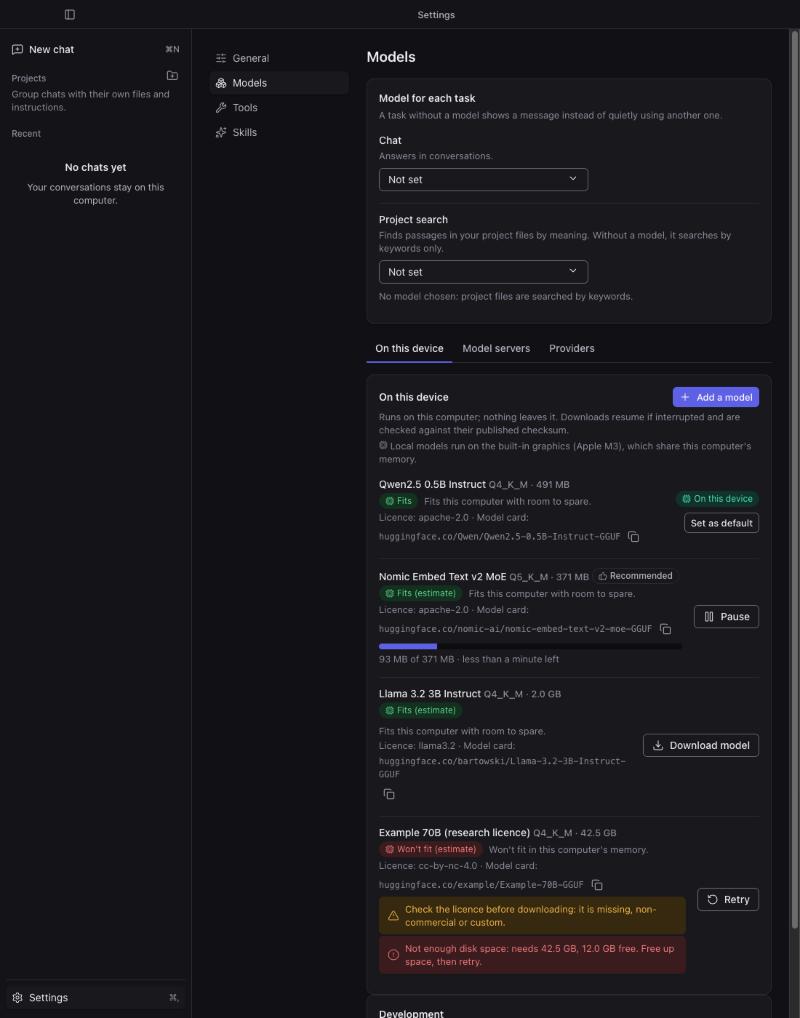 Settings
New chat ⌘N
Projects
Group chats with their own files and
instructions.
Recent
No chats yet
Your conversations stay on this
computer.
Settings ⌘,
General
Models
Tools
Skills
Models
Model for each task
A task without a model shows a message instead of quietly using another one.
Chat
Answers in conversations.
Not set
Project search
Finds passages in your project files by meaning. Without a model, it searches by
keywords only.
Not set
No model chosen: project files are searched by keywords.
On this device Model servers Providers
On this device
Add a model
Runs on this computer; nothing leaves it. Downloads resume if interrupted and are
checked against their published checksum.
Local models run on the built-in graphics (Apple M3), which share this computer's
memory.
Qwen2.5 0.5B Instruct Q4_K_M · 491 MB
Fits Fits this computer with room to spare.
Licence: apache-2.0 · Model card:
huggingface.co/Qwen/Qwen2.5-0.5B-Instruct-GGUF
On this device
Set as default
Nomic Embed Text v2 MoE Q5_K_M · 371 MB Recommended
Fits (estimate) Fits this computer with room to spare.
Licence: apache-2.0 · Model card:
huggingface.co/nomic-ai/nomic-embed-text-v2-moe-GGUF
93 MB of 371 MB · less than a minute left
Pause
Llama 3.2 3B Instruct Q4_K_M · 2.0 GB
Fits (estimate)
Fits this computer with room to spare.
Licence: llama3.2 · Model card:
huggingface.co/bartowski/Llama-3.2-3B-Instruct-
GGUF
Download model
Example 70B (research licence) Q4_K_M · 42.5 GB
Won't fit (estimate) Won't fit in this computer's memory.
Licence: cc-by-nc-4.0 · Model card:
huggingface.co/example/Example-70B-GGUF
Check the licence before downloading: it is missing, non-
commercial or custom.
Not enough disk space: needs 42.5 GB, 12.0 GB free. Free up
space, then retry.
Retry
Development